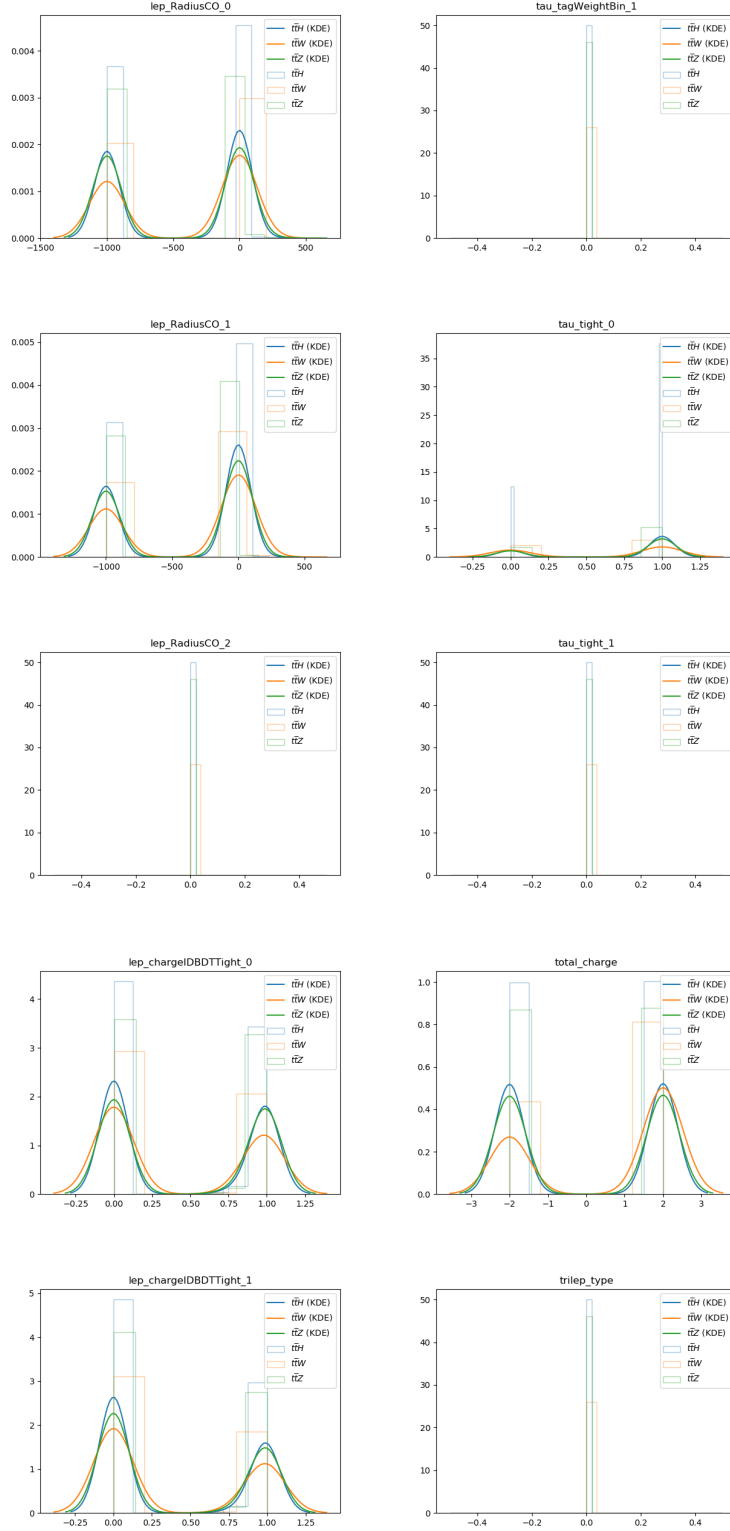 lep_RadiusCO_0
0.004
0.003
0.002
0.001
0.000
−1500 −1000 −500 0 500
tt̄H (KDE)
tt̄W (KDE)
tt̄Z (KDE)
tt̄H
tt̄W
tt̄Z
tau_tagWeightBin_1
50
40
30
20
10
0
−0.4 −0.2 0.0 0.2 0.4
tt̄H (KDE)
tt̄W (KDE)
tt̄Z (KDE)
tt̄H
tt̄W
tt̄Z
lep_RadiusCO_1
0.005
0.004
0.003
0.002
0.001
0.000
−1000 −500 0 500
tt̄H (KDE)
tt̄W (KDE)
tt̄Z (KDE)
tt̄H
tt̄W
tt̄Z
tau_tight_0
35
30
25
20
15
10
5
0
−0.25 0.00 0.25 0.50 0.75 1.00 1.25
tt̄H (KDE)
tt̄W (KDE)
tt̄Z (KDE)
tt̄H
tt̄W
tt̄Z
lep_RadiusCO_2
50
40
30
20
10
0
−0.4 −0.2 0.0 0.2 0.4
tt̄H (KDE)
tt̄W (KDE)
tt̄Z (KDE)
tt̄H
tt̄W
tt̄Z
tau_tight_1
50
40
30
20
10
0
−0.4 −0.2 0.0 0.2 0.4
tt̄H (KDE)
tt̄W (KDE)
tt̄Z (KDE)
tt̄H
tt̄W
tt̄Z
lep_chargeIDBDTTight_0
4
3
2
1
0
−0.25 0.00 0.25 0.50 0.75 1.00 1.25
tt̄H (KDE)
tt̄W (KDE)
tt̄Z (KDE)
tt̄H
tt̄W
tt̄Z
total_charge
1.0
0.8
0.6
0.4
0.2
0.0
−3 −2 −1 0 1 2 3
tt̄H (KDE)
tt̄W (KDE)
tt̄Z (KDE)
tt̄H
tt̄W
tt̄Z
lep_chargeIDBDTTight_1
5
4
3
2
1
0
−0.25 0.00 0.25 0.50 0.75 1.00 1.25
tt̄H (KDE)
tt̄W (KDE)
tt̄Z (KDE)
tt̄H
tt̄W
tt̄Z
trilep_type
50
40
30
20
10
0
−0.4 −0.2 0.0 0.2 0.4
tt̄H (KDE)
tt̄W (KDE)
tt̄Z (KDE)
tt̄H
tt̄W
tt̄Z